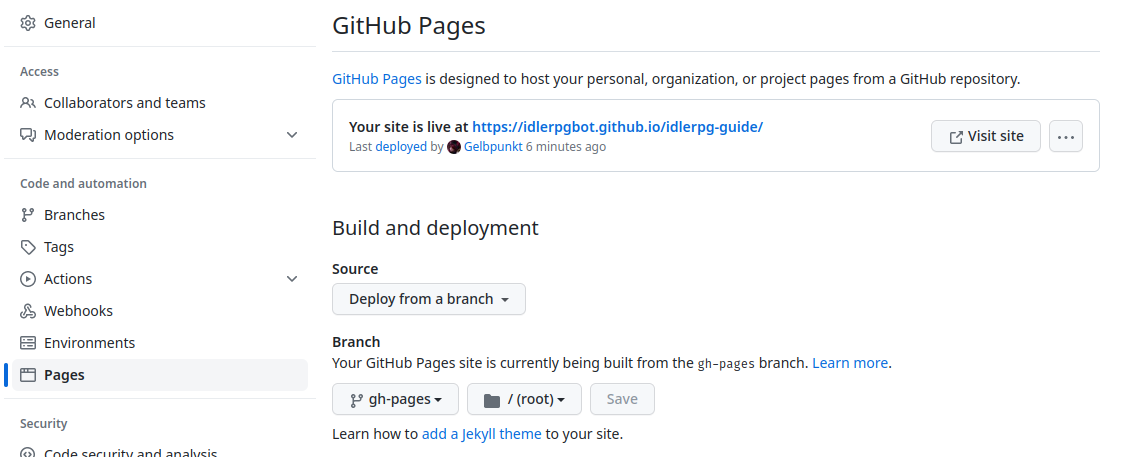 General
Access
Collaborators and teams
Moderation options
Code and automation
Branches
Tags
Actions
Webhooks
Environments
Pages
Security
Code security and analysis
GitHub Pages
GitHub Pages is designed to host your personal, organization, or project pages from a GitHub repository.
Your site is live at https://idlerpgbot.github.io/idlerpg-guide/
Last deployed by Gelbpunkt 6 minutes ago
Visit site
Build and deployment
Source
Deploy from a branch
Branch
Your GitHub Pages site is currently being built from the gh-pages branch. Learn more.
gh-pages / (root) Save
Learn how to add a Jekyll theme to your site.